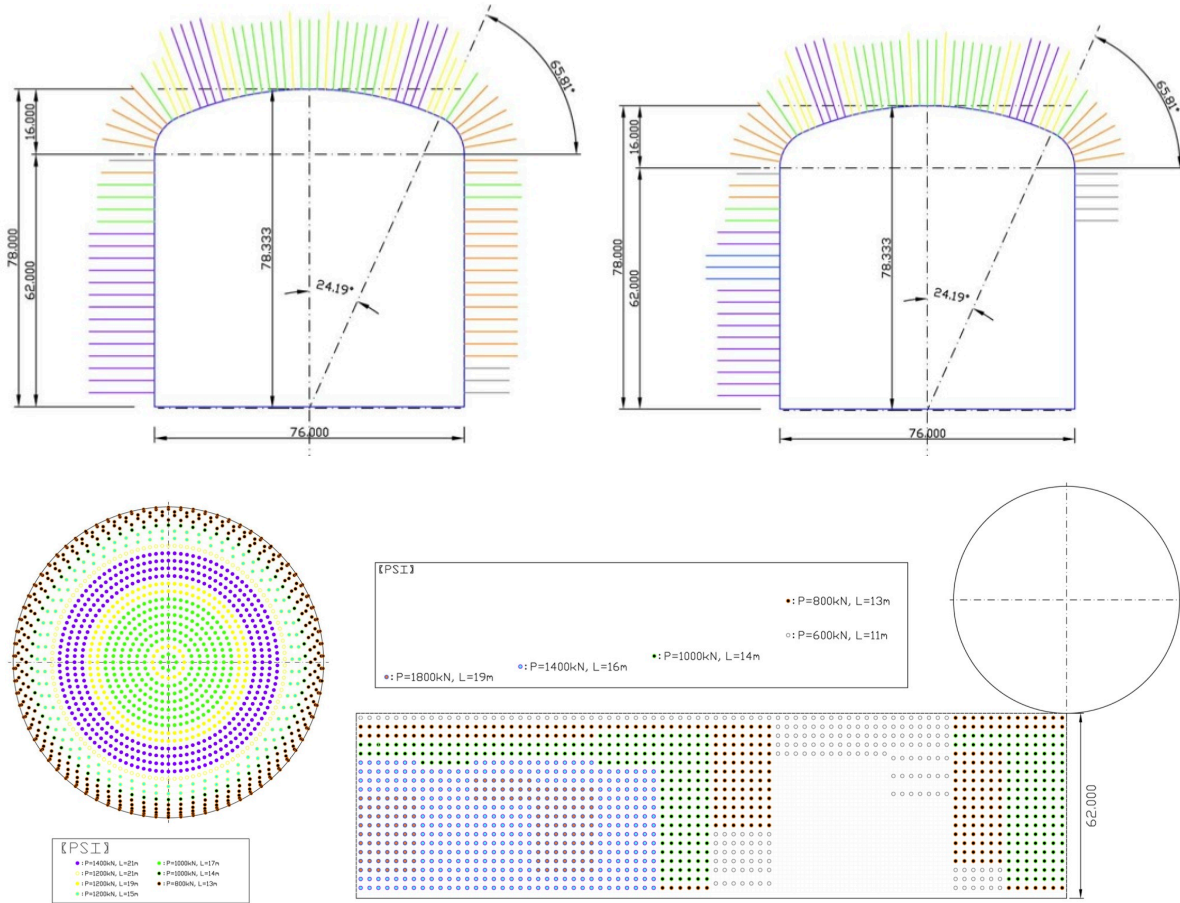 65.81°
16.000
78.000
62.000
78.333
24.19°
76.000
65.81°
16.000
78.000
62.000
78.333
24.19°
76.000
〖PSI〗
: P=800kN, L=13m
: P=600kN, L=11m
: P=1000kN, L=14m
: P=1400kN, L=16m
: P=1800kN, L=19m
62.000
〖PSI〗
: P=1400kN, L=21m
: P=1000kN, L=17m
: P=1200kN, L=21m
: P=1000kN, L=14m
: P=1200kN, L=19m
: P=800kN, L=13m
: P=1200kN, L=15m